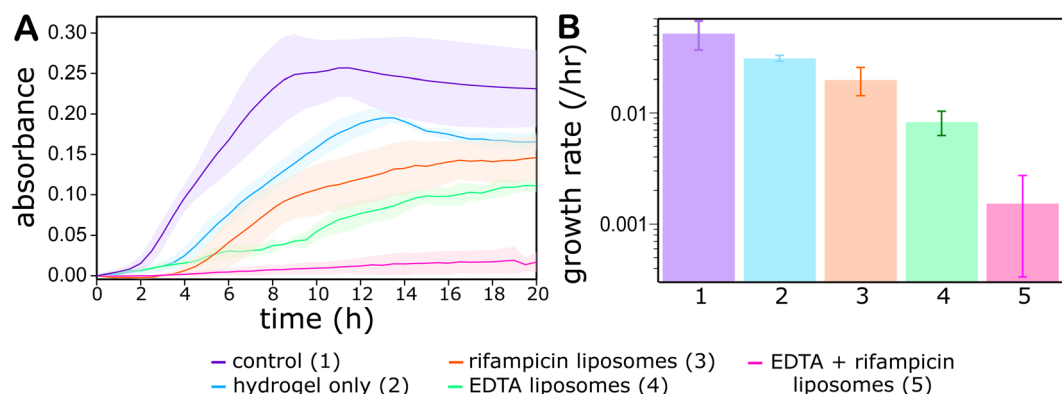 A
B
absorbance
0.30
0.25
0.20
0.15
0.10
0.05
0.00
0 2 4 6 8 10 12 14 16 18 20
time (h)
growth rate (/hr)
0.01
0.001
1 2 3 4 5
control (1)
rifampicin liposomes (3)
EDTA + rifampicin
liposomes (5)
hydrogel only (2)
EDTA liposomes (4)